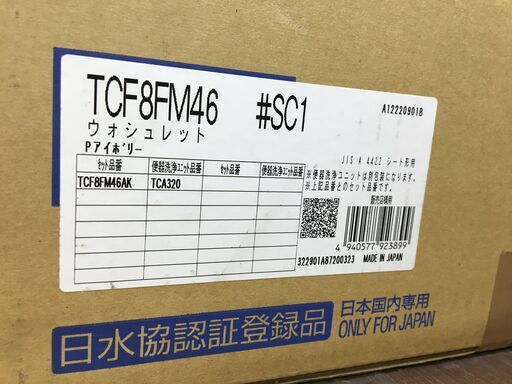 TCF8FM46 #SC1
A12220901B
ウォシュレット
Pアイボリー
JIS A 4422 シート形用
※便器洗浄ユニットは別包装になります。
※上記品番とのセット品番です。
セット品番 便器洗浄ユニット品番 セット品番 便器洗浄ユニット品番
TCF8FM46AK TCA320
販売店様用
4 940577 923899
322901A87200323 MADE IN JAPAN
日水協認証登録品
日本国内専用
ONLY FOR JAPAN